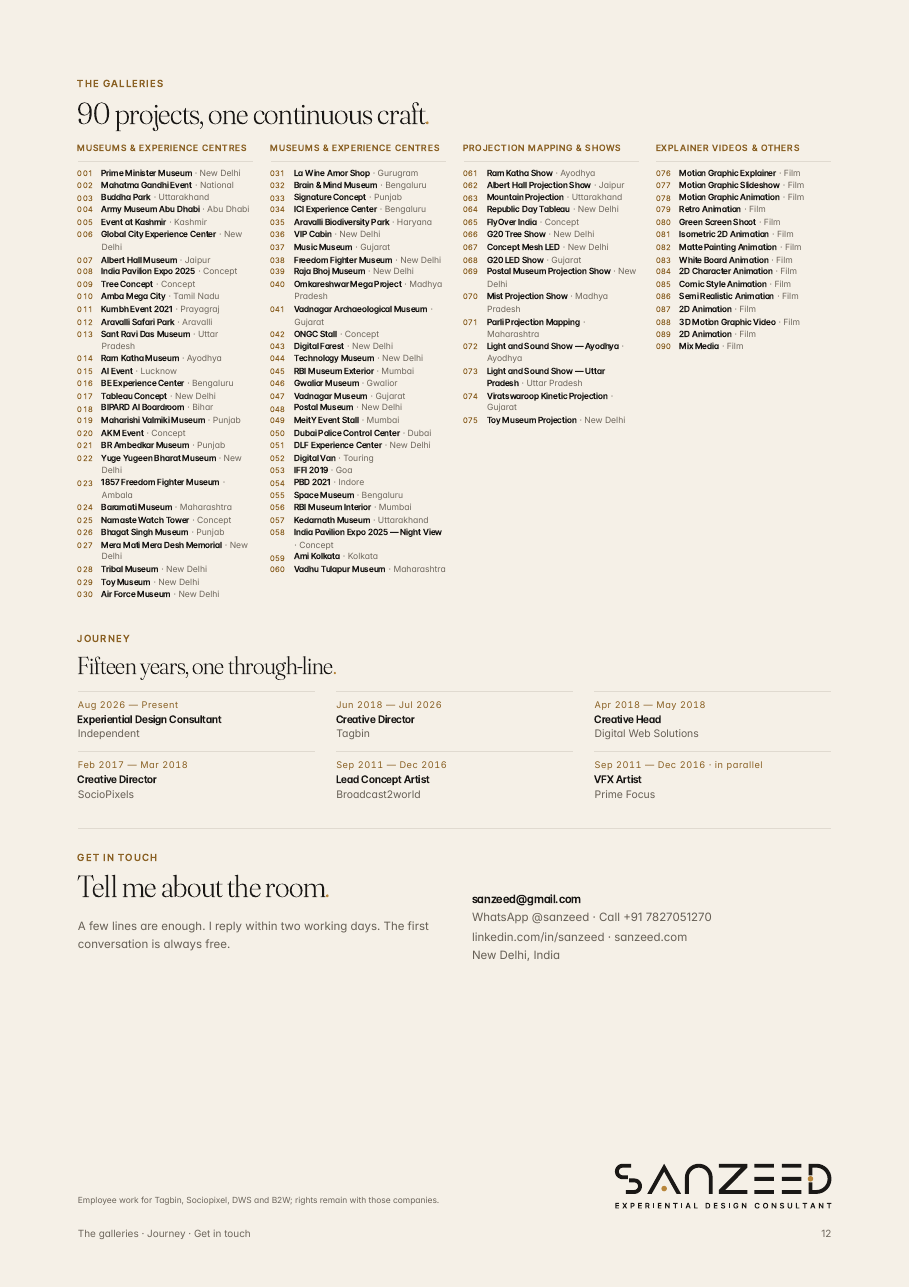 THE GALLERIES
90 projects, one continuous craft.
MUSEUMS & EXPERIENCE CENTRES
001 Prime Minister Museum · New Delhi
002 Mahatma Gandhi Event · National
003 Buddha Park · Uttarakhand
004 Army Museum Abu Dhabi · Abu Dhabi
005 Event at Kashmir · Kashmir
006 Global City Experience Center · New
Delhi
007 Albert Hall Museum · Jaipur
008 India Pavilion Expo 2025 · Concept
009 Tree Concept · Concept
010 Amba Mega City · Tamil Nadu
011 Kumbh Event 2021 · Prayagraj
012 Aravalli Safari Park · Aravalli
013 Sant Ravi Das Museum · Uttar
Pradesh
014 Ram Katha Museum · Ayodhya
015 AI Event · Lucknow
016 BE Experience Center · Bengaluru
017 Tableau Concept · New Delhi
018 BIPARD AI Boardroom · Bihar
019 Maharishi Valmiki Museum · Punjab
020 AKM Event · Concept
021 BR Ambedkar Museum · Punjab
022 Yuge Yugeen Bharat Museum · New
Delhi
023 1857 Freedom Fighter Museum ·
Ambala
024 Baramati Museum · Maharashtra
025 Namaste Watch Tower · Concept
026 Bhagat Singh Museum · Punjab
027 Mera Mati Mera Desh Memorial · New
Delhi
028 Tribal Museum · New Delhi
029 Toy Museum · New Delhi
030 Air Force Museum · New Delhi
MUSEUMS & EXPERIENCE CENTRES
031 La Wine Amor Shop · Gurugram
032 Brain & Mind Museum · Bengaluru
033 Signature Concept · Punjab
034 ICI Experience Center · Bengaluru
035 Aravalli Biodiversity Park · Haryana
036 VIP Cabin · New Delhi
037 Music Museum · Gujarat
038 Freedom Fighter Museum · New Delhi
039 Raja Bhoj Museum · New Delhi
040 Omkareshwar Mega Project · Madhya
Pradesh
041 Vadnagar Archaeological Museum ·
Gujarat
042 ONGC Stall · Concept
043 Digital Forest · New Delhi
044 Technology Museum · New Delhi
045 RBI Museum Exterior · Mumbai
046 Gwaliar Museum · Gwalior
047 Vadnagar Museum · Gujarat
048 Postal Museum · New Delhi
049 MeitY Event Stall · Mumbai
050 Dubai Police Control Center · Dubai
051 DLF Experience Center · New Delhi
052 Digital Van · Touring
053 IFFI 2019 · Goa
054 PBD 2021 · Indore
055 Space Museum · Bengaluru
056 RBI Museum Interior · Mumbai
057 Kedarnath Museum · Uttarakhand
058 India Pavilion Expo 2025 — Night View
· Concept
059 Ami Kolkata · Kolkata
060 Vadhu Tulapur Museum · Maharashtra
PROJECTION MAPPING & SHOWS
061 Ram Katha Show · Ayodhya
062 Albert Hall Projection Show · Jaipur
063 Mountain Projection · Uttarakhand
064 Republic Day Tableau · New Delhi
065 FlyOver India · Concept
066 G20 Tree Show · New Delhi
067 Concept Mesh LED · New Delhi
068 G20 LED Show · Gujarat
069 Postal Museum Projection Show · New
Delhi
070 Mist Projection Show · Madhya
Pradesh
071 Parli Projection Mapping ·
Maharashtra
072 Light and Sound Show — Ayodhya ·
Ayodhya
073 Light and Sound Show — Uttar
Pradesh · Uttar Pradesh
074 Viratswaroop Kinetic Projection ·
Gujarat
075 Toy Museum Projection · New Delhi
EXPLAINER VIDEOS & OTHERS
076 Motion Graphic Explainer · Film
077 Motion Graphic Slideshow · Film
078 Motion Graphic Animation · Film
079 Retro Animation · Film
080 Green Screen Shoot · Film
081 Isometric 2D Animation · Film
082 Matte Painting Animation · Film
083 White Board Animation · Film
084 2D Character Animation · Film
085 Comic Style Animation · Film
086 Semi Realistic Animation · Film
087 2D Animation · Film
088 3D Motion Graphic Video · Film
089 2D Animation · Film
090 Mix Media · Film
JOURNEY
Fifteen years, one through-line.
Aug 2026 — Present
Experiential Design Consultant
Independent
Jun 2018 — Jul 2026
Creative Director
Tagbin
Apr 2018 — May 2018
Creative Head
Digital Web Solutions
Feb 2017 — Mar 2018
Creative Director
SocioPixels
Sep 2011 — Dec 2016
Lead Concept Artist
Broadcast2world
Sep 2011 — Dec 2016 · in parallel
VFX Artist
Prime Focus
GET IN TOUCH
Tell me about the room.
A few lines are enough. I reply within two working days. The first
conversation is always free.
sanzeed@gmail.com
WhatsApp @sanzeed · Call +91 7827051270
linkedin.com/in/sanzeed · sanzeed.com
New Delhi, India
Employee work for Tagbin, Sociopixel, DWS and B2W; rights remain with those companies.
SANZEED
EXPERIENTIAL DESIGN CONSULTANT
The galleries · Journey · Get in touch
12